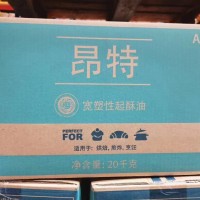 昂特
A
宽塑性起酥油
PERFECT
FOR
适用于: 烘焙, 煎炸, 烹饪
净含量: 20千克